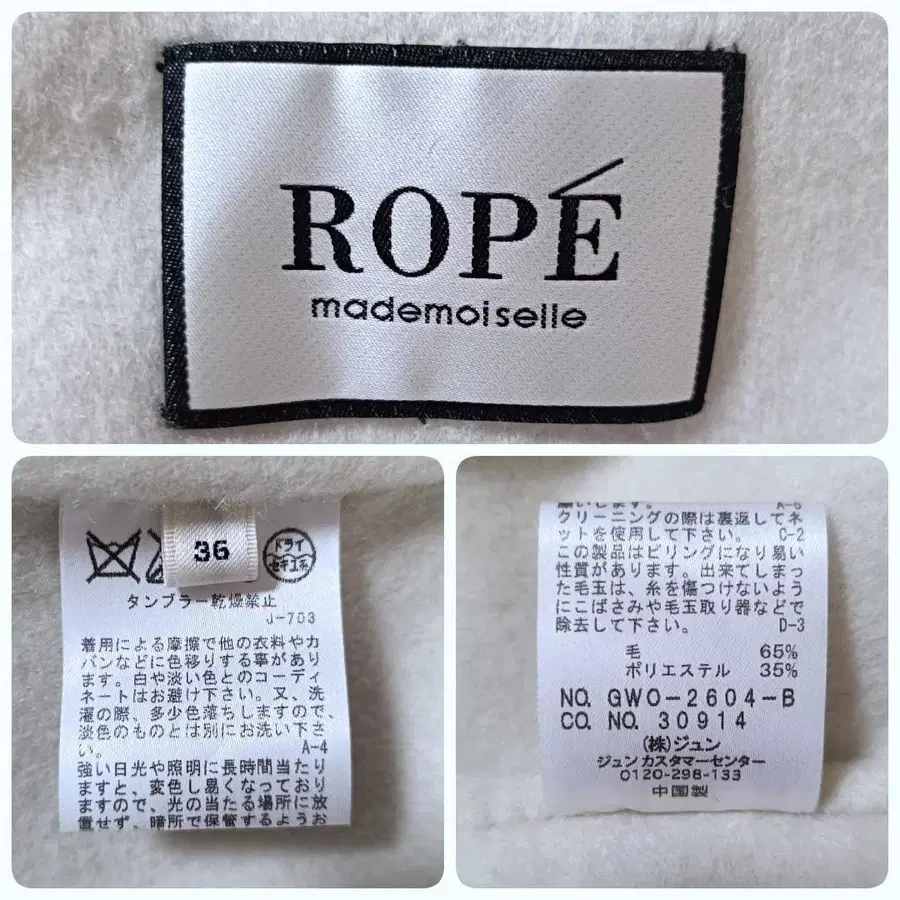 ROPÉ
mademoiselle
36
ドライ
セキユ系
タンブラー乾燥禁止
J-703
着用による摩擦で他の衣料やカ
バンなどに色移りする事があり
ます。白や淡い色とのコーディ
ネートはお避け下さい。又、洗
濯の際、多少色落ちしますので、
淡色のものとは別にお洗い下さ
い。 A-4
強い日光や照明に長時間当たり
ますと、変色し易くなっており
ますので、光の当たる場所に放
置せず、暗所で保管するようお
願いします。 A-6
クリーニングの際は裏返してネ
ットを使用して下さい。 C-2
この製品はピリングになり易い
性質があります。出来てしまっ
た毛玉は、糸を傷つけないよう
にこばさみや毛玉取り器などで
除去して下さい。 D-3
毛 65%
ポリエステル 35%
NO. GWO-2604-B
CO. NO. 30914
(株)ジュン
ジュン カスタマーセンター
0120-298-133
中国製